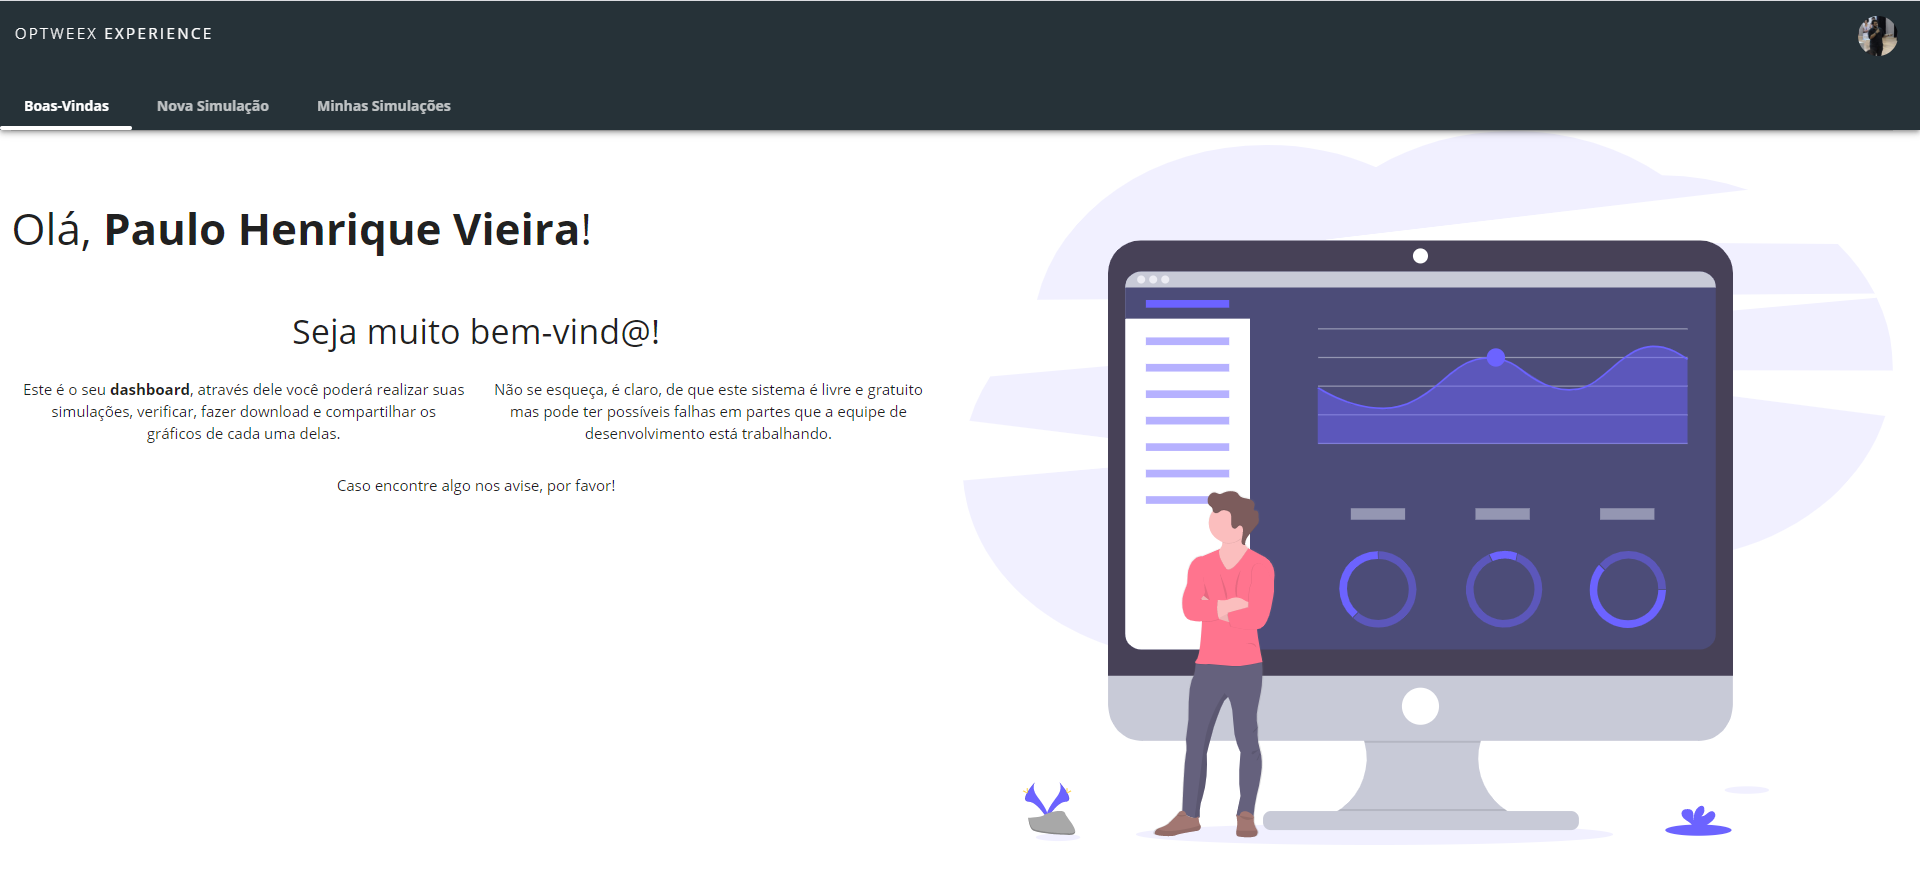 OPTWEEX EXPERIENCE
Boas-Vindas
Nova Simulação
Minhas Simulações
Olá, Paulo Henrique Vieira!
Seja muito bem-vind@!
Este é o seu dashboard, através dele você poderá realizar suas
simulações, verificar, fazer download e compartilhar os
gráficos de cada uma delas.
Não se esqueça, é claro, de que este sistema é livre e gratuito
mas pode ter possíveis falhas em partes que a equipe de
desenvolvimento está trabalhando.
Caso encontre algo nos avise, por favor!